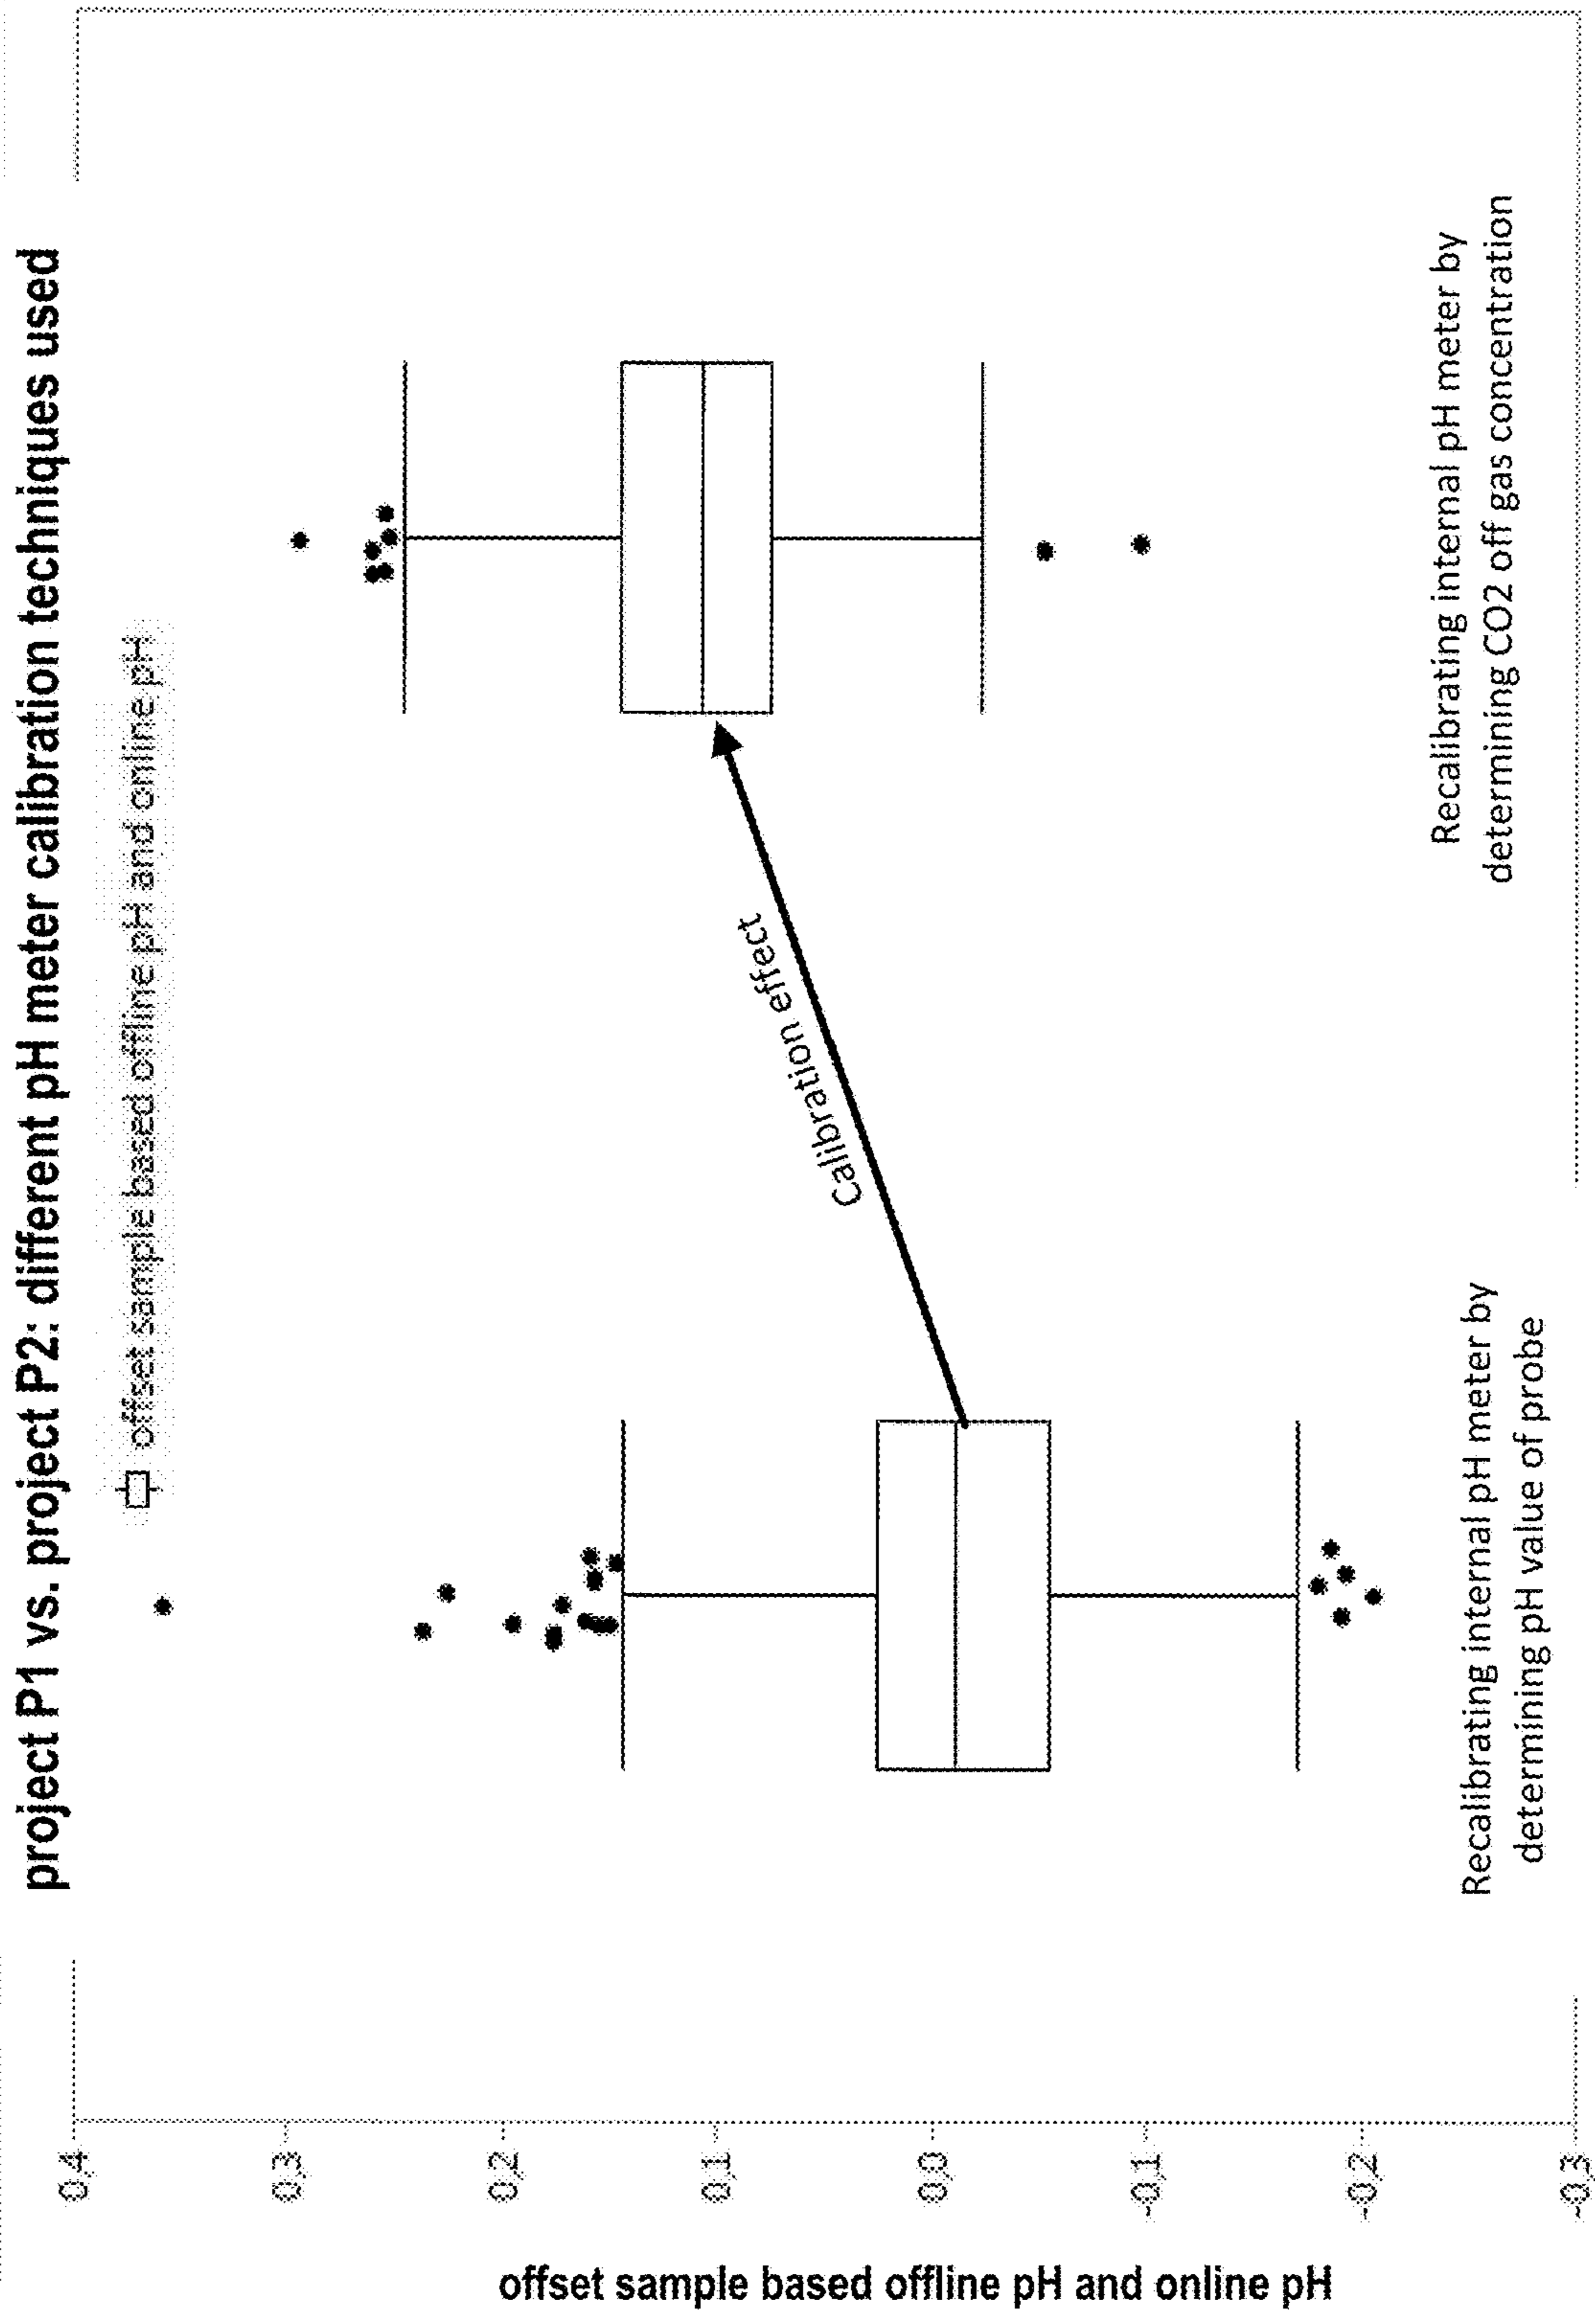 project P1 vs. project P2: different pH meter calibration techniques used
offset sample based offline pH and online pH
0,4
0,3
0,2
0,1
0,0
-0,1
-0,2
-0,3
offset sample based offline pH and online pH
Calibration effect
Recalibrating internal pH meter by
determining pH value of probe
Recalibrating internal pH meter by
determining CO2 off gas concentration